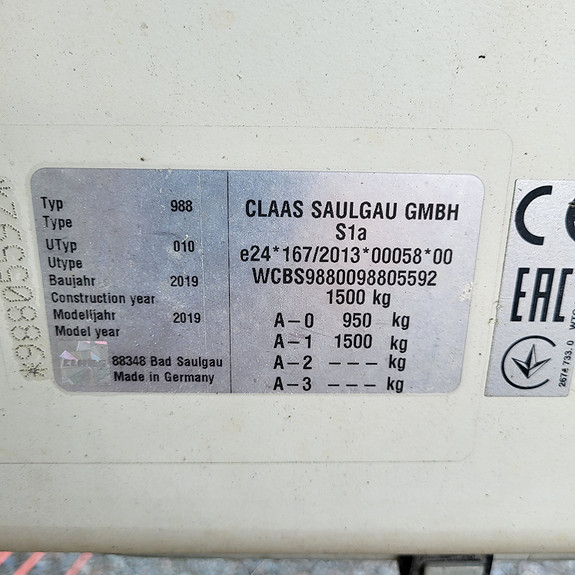 Typ 988
Type
UTyp 010
Utype
Baujahr 2019
Construction year
Modelljahr 2019
Model year
88348 Bad Saulgau
Made in Germany
CLAAS SAULGAU GMBH
S1a
e24*167/2013*00058*00
WCBS9880098805592
1500 kg
A-0 950 kg
A-1 1500 kg
A-2 --- kg
A-3 --- kg
CE
EAC